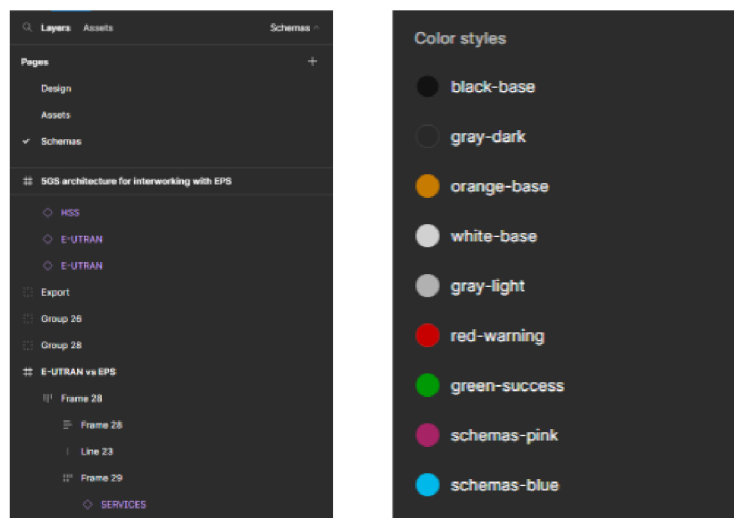 Layers Assets Schemas
Pages
Design
Assets
Schemas
5GS architecture for interworking with EPS
HSS
E-UTRAN
E-UTRAN
Export
Group 26
Group 28
E-UTRAN vs EPS
Frame 28
Frame 28
Line 23
Frame 29
SERVICES
Color styles
black-base
gray-dark
orange-base
white-base
gray-light
red-warning
green-success
schemas-pink
schemas-blue